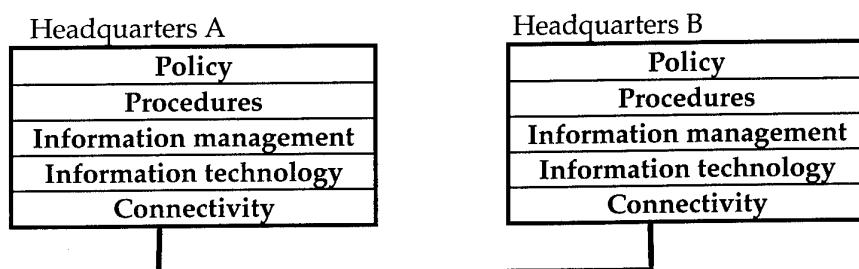 Headquarters A
Policy
Procedures
Information management
Information technology
Connectivity
Headquarters B
Policy
Procedures
Information management
Information technology
Connectivity